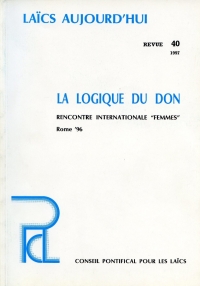 LAÏCS AUJOURD'HUI
REVUE 40
1997
LA LOGIQUE DU DON
RENCONTRE INTERNATIONALE "FEMMES"
Rome '96
PCL
CONSEIL PONTIFICAL POUR LES LAÏCS